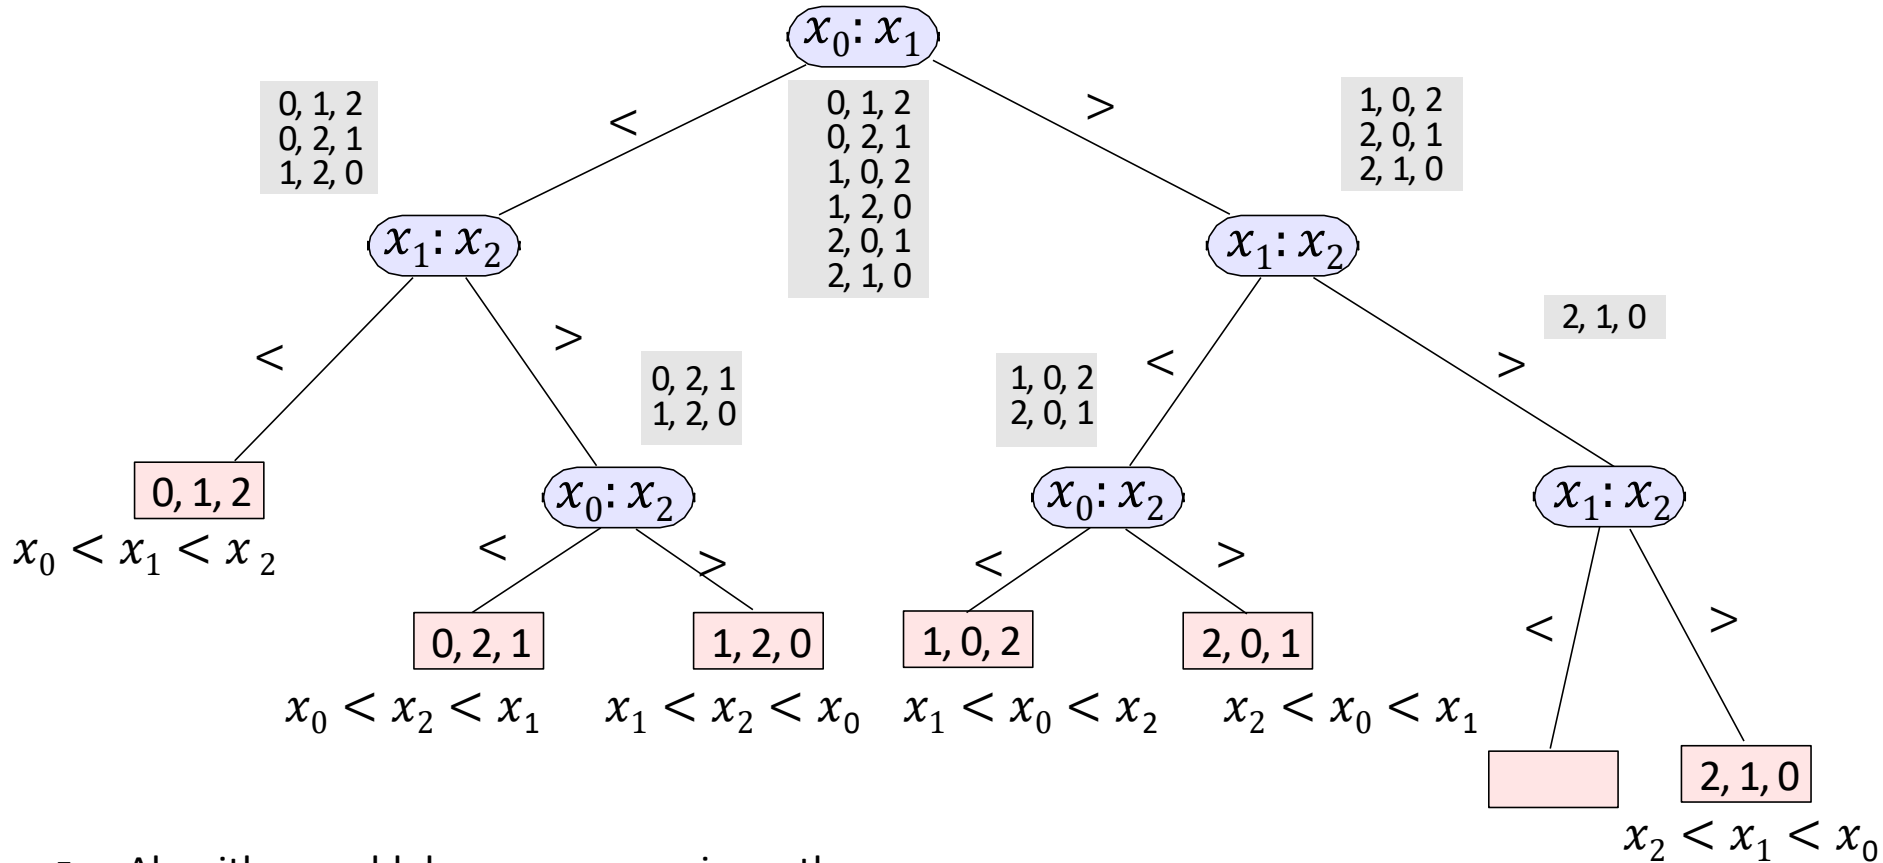 x₀: x₁
0, 1, 2
0, 2, 1
1, 2, 0
<
0, 1, 2
0, 2, 1
1, 0, 2
1, 2, 0
2, 0, 1
2, 1, 0
>
1, 0, 2
2, 0, 1
2, 1, 0
x₁: x₂
x₁: x₂
<
>
0, 2, 1
1, 2, 0
1, 0, 2
2, 0, 1
<
>
2, 1, 0
0, 1, 2
x₀ < x₁ < x ₂
x₀: x₂
x₀: x₂
x₁: x₂
<
>
<
>
<
>
0, 2, 1
1, 2, 0
1, 0, 2
2, 0, 1
x₀ < x₂ < x₁
x₁ < x₂ < x₀
x₁ < x₀ < x₂
x₂ < x₀ < x₁
2, 1, 0
x₂ < x₁ < x₀